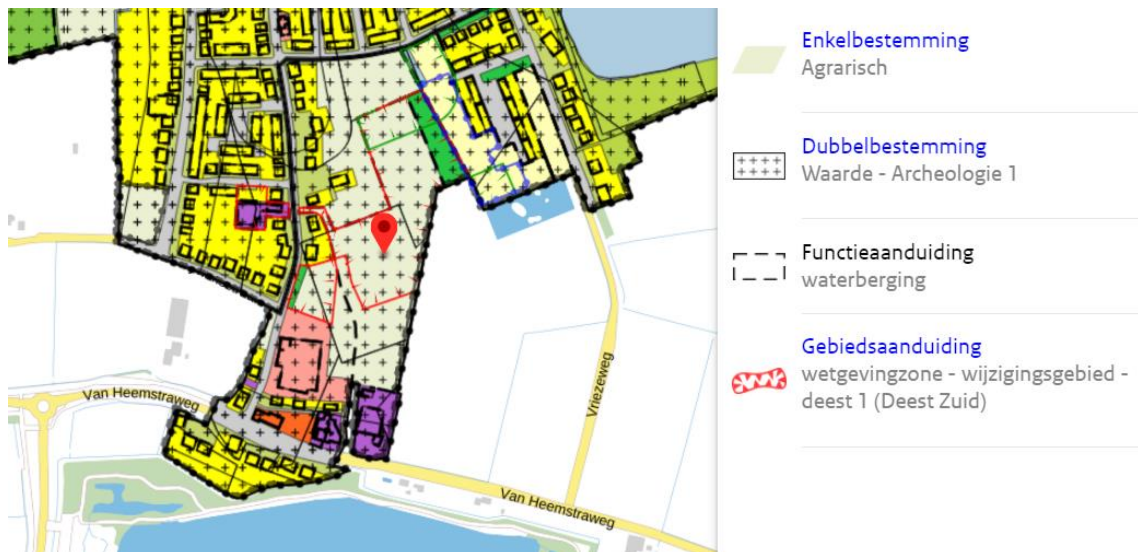 Van Heemstraweg
Vriezeweg
Van Heemstraweg
Enkelbestemming
Agrarisch
Dubbelbestemming
Waarde - Archeologie 1
Functieaanduiding
waterberging
Gebiedsaanduiding
wetgevingzone - wijzigingsgebied -
deest 1 (Deest Zuid)